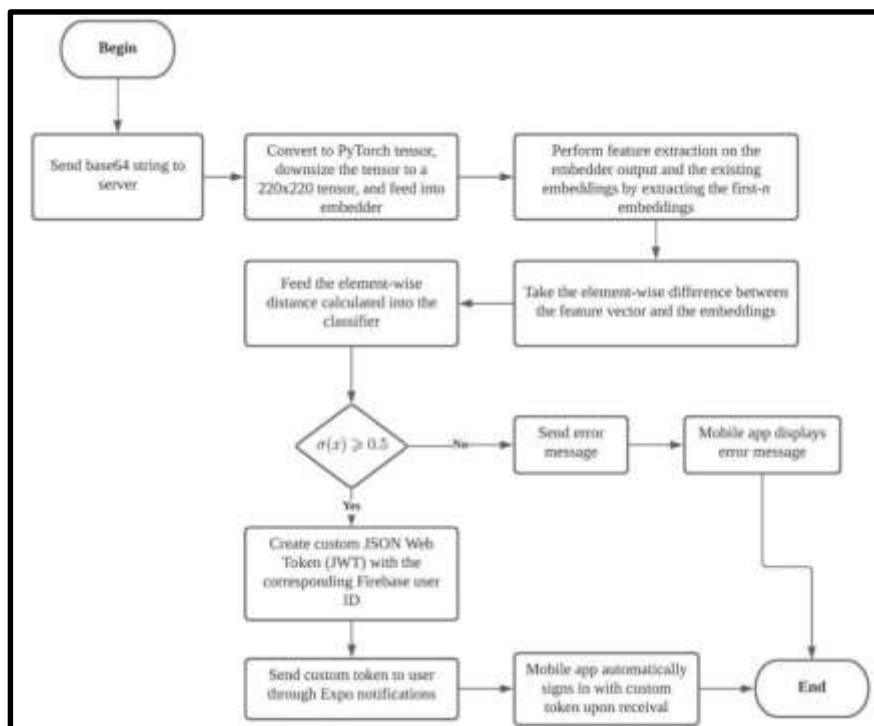 Begin
Send base64 string to
server
Convert to PyTorch tensor,
downsize the tensor to a
220x220 tensor, and feed into
embedder
Perform feature extraction on the
embedder output and the existing
embeddings by extracting the first-n
embeddings
Take the element-wise difference between
the feature vector and the embeddings
Feed the element-wise
distance calculated into the
classifier
σ(x) ⩾ 0.5
No
Send error
message
Mobile app displays
error message
Yes
Create custom JSON Web
Token (JWT) with the
corresponding Firebase user
ID
Send custom token to user
through Expo notifications
Mobile app automatically
signs in with custom
token upon receival
End